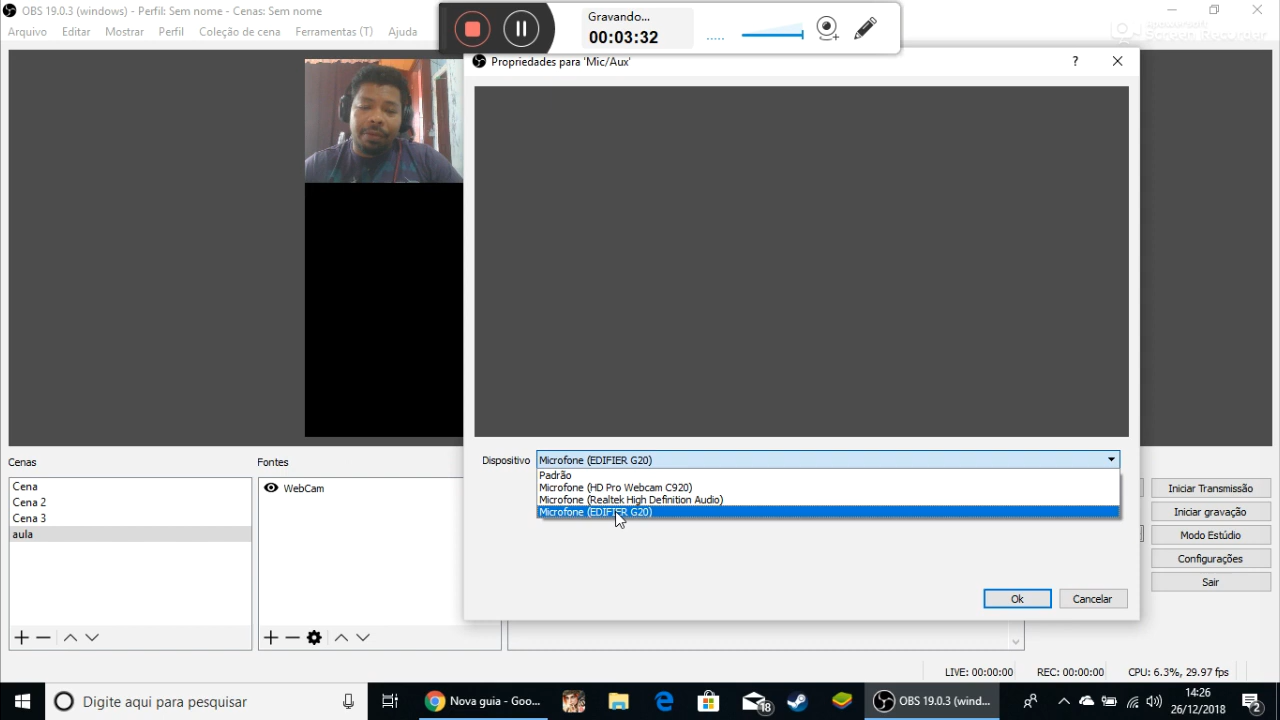 OBS 19.0.3 (windows) - Perfil: Sem nome - Cenas: Sem nome
Gravando...
00:03:32
Arquivo Editar Mostrar Perfil Coleção de cena Ferramentas (T) Ajuda
Screen Recorder
Propriedades para 'Mic/Aux'
?
Dispositivo Microfone (EDIFIER G20)
Padrão
Microfone (HD Pro Webcam C920)
Microfone (Realtek High Definition Audio)
Microfone (EDIFIER G20)
Ok Cancelar
Cenas
Cena
Cena 2
Cena 3
aula
Fontes
WebCam
Iniciar Transmissão
Iniciar gravação
Modo Estúdio
Configurações
Sair
LIVE: 00:00:00 REC: 00:00:00 CPU: 6.3%, 29.97 fps
Digite aqui para pesquisar
Nova guia - Goo...
18
OBS 19.0.3 (wind...
14:26
26/12/2018
2